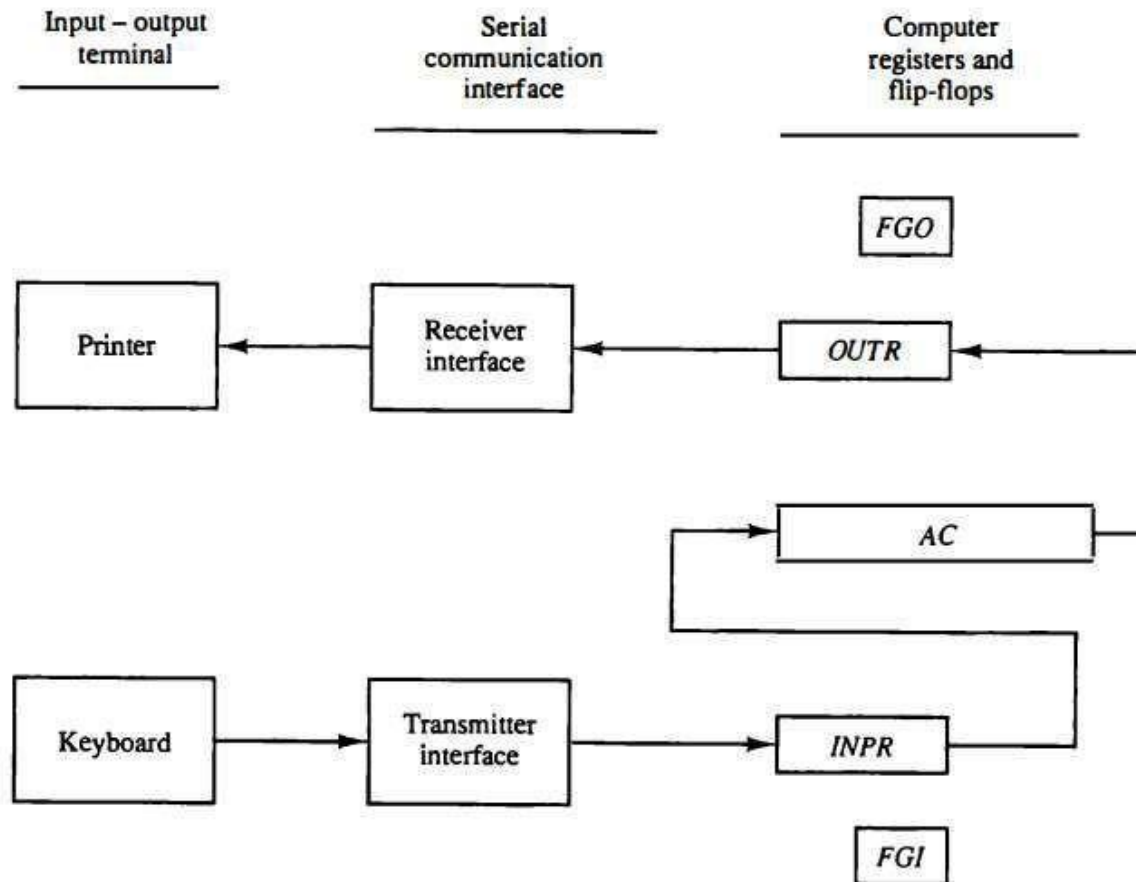 Input – output
terminal
Serial
communication
interface
Computer
registers and
flip-flops
FGO
Printer
Receiver
interface
OUTR
AC
Keyboard
Transmitter
interface
INPR
FGI